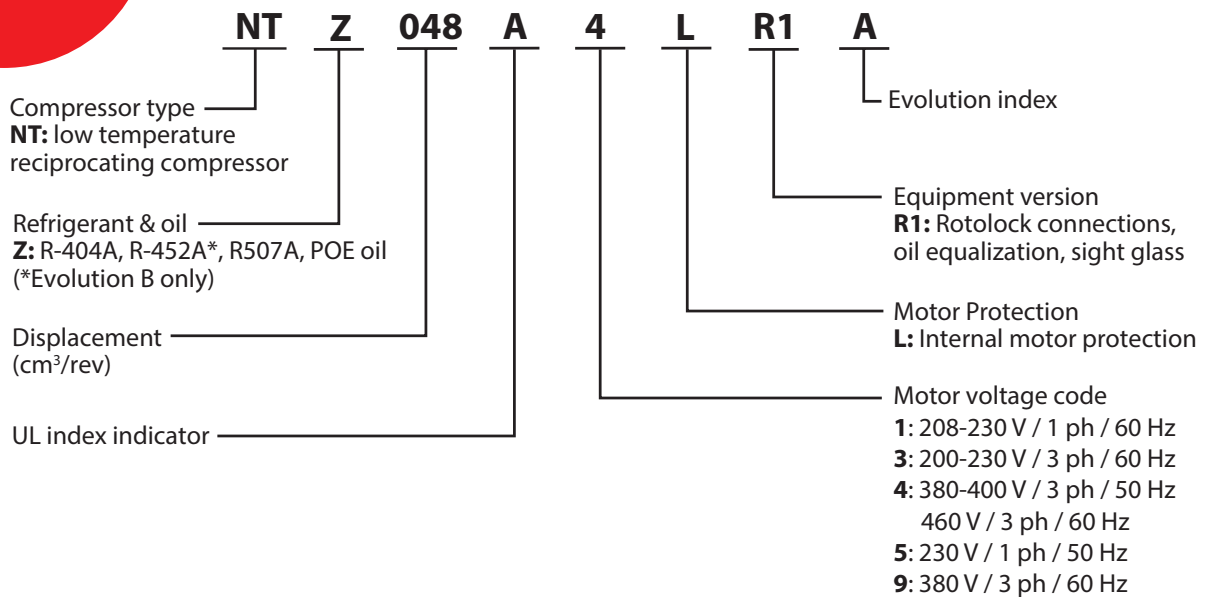 NT Z 048 A 4 L R1 A
Compressor type
NT: low temperature
reciprocating compressor
Refrigerant & oil
Z: R-404A, R-452A*, R507A, POE oil
(*Evolution B only)
Displacement
(cm³/rev)
UL index indicator
Evolution index
Equipment version
R1: Rotolock connections,
oil equalization, sight glass
Motor Protection
L: Internal motor protection
Motor voltage code
1: 208-230 V / 1 ph / 60 Hz
3: 200-230 V / 3 ph / 60 Hz
4: 380-400 V / 3 ph / 50 Hz
460 V / 3 ph / 60 Hz
5: 230 V / 1 ph / 50 Hz
9: 380 V / 3 ph / 60 Hz